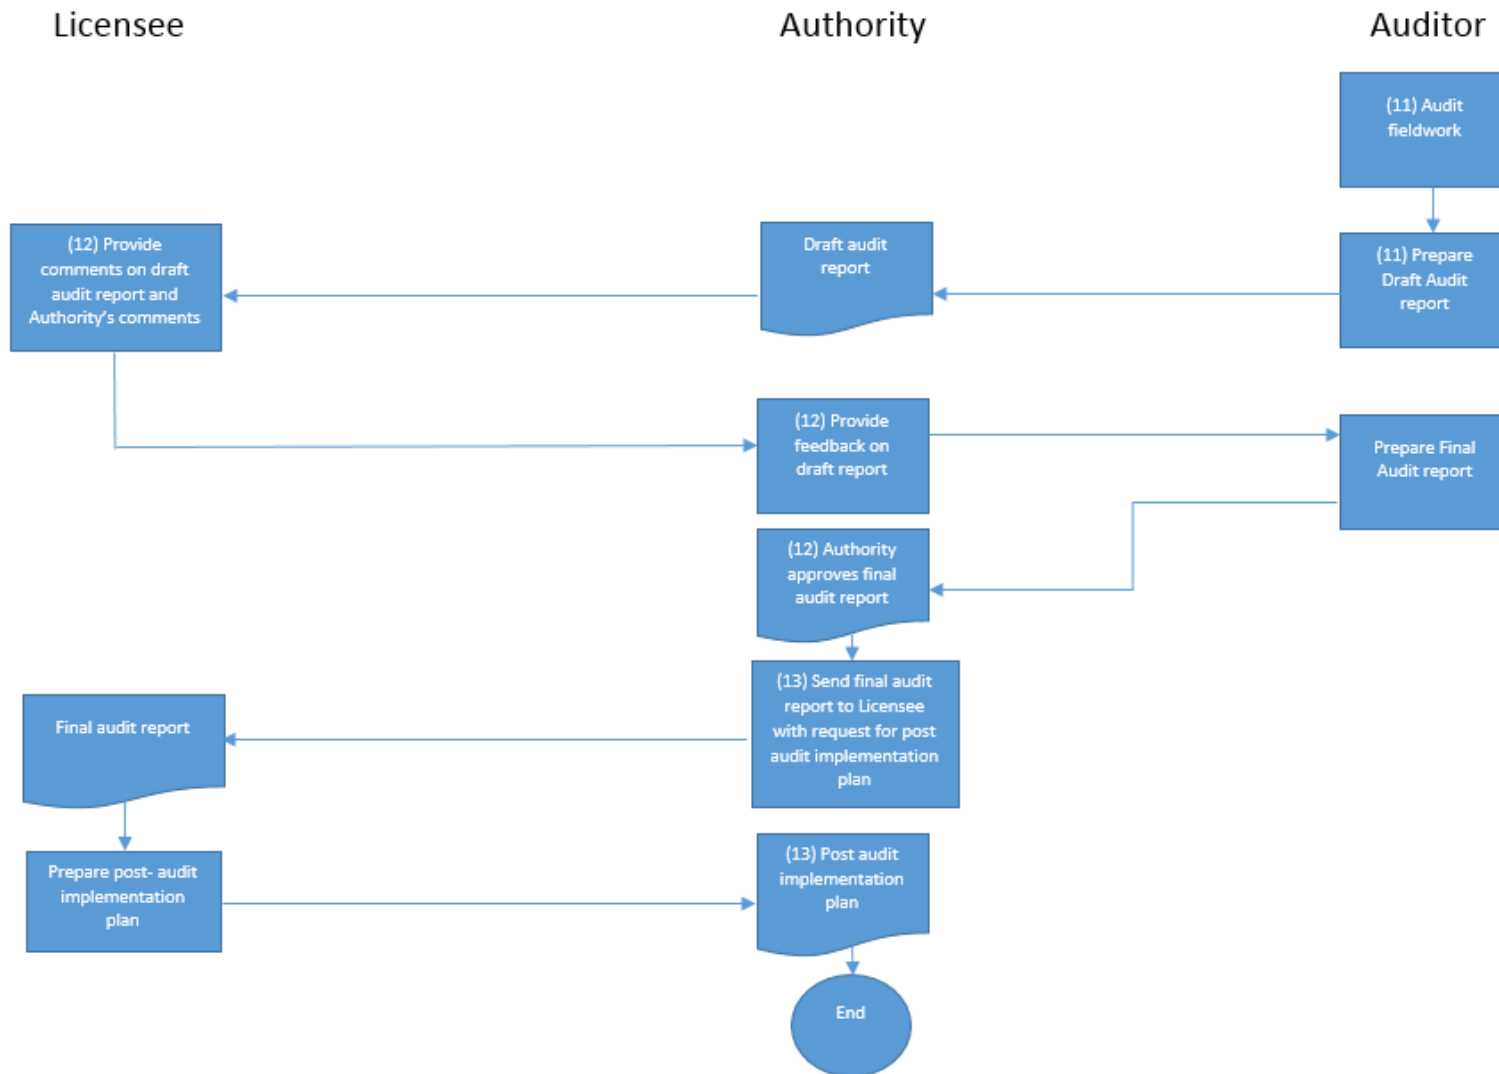 Licensee
Authority
Auditor
(11) Audit
fieldwork
(12) Provide
comments on draft
audit report and
Authority's comments
Draft audit
report
(11) Prepare
Draft Audit
report
(12) Provide
feedback on
draft report
Prepare Final
Audit report
(12) Authority
approves final
audit report
(13) Send final audit
report to Licensee
with request for post
audit implementation
plan
Final audit report
Prepare post- audit
implementation
plan
(13) Post audit
implementation
plan
End